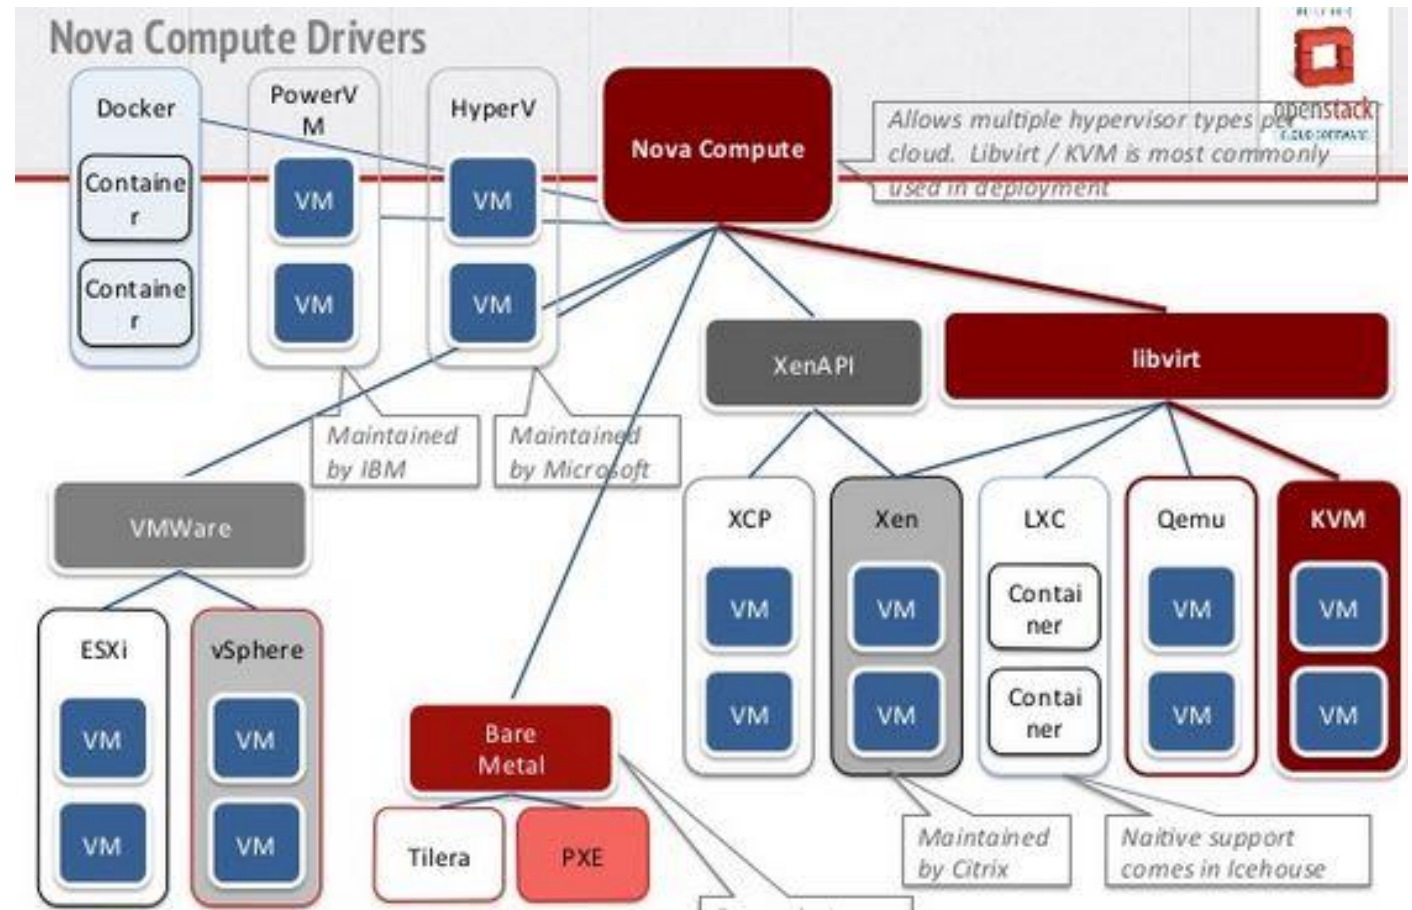 Nova Compute Drivers
Docker
Containe
r
Containe
r
PowerV
M
VM
VM
HyperV
VM
VM
Nova Compute
openstack
CLOUD SOFTWARE
Allows multiple hypervisor types per
cloud. Libvirt / KVM is most commonly
used in deployment
Maintained
by IBM
Maintained
by Microsoft
XenAPI
libvirt
VMWare
ESXi
VM
VM
vSphere
VM
VM
Bare
Metal
Tilera
PXE
XCP
VM
VM
Xen
VM
VM
LXC
Contai
ner
Contai
ner
Qemu
VM
VM
KVM
VM
VM
Maintained
by Citrix
Naitive support
comes in Icehouse